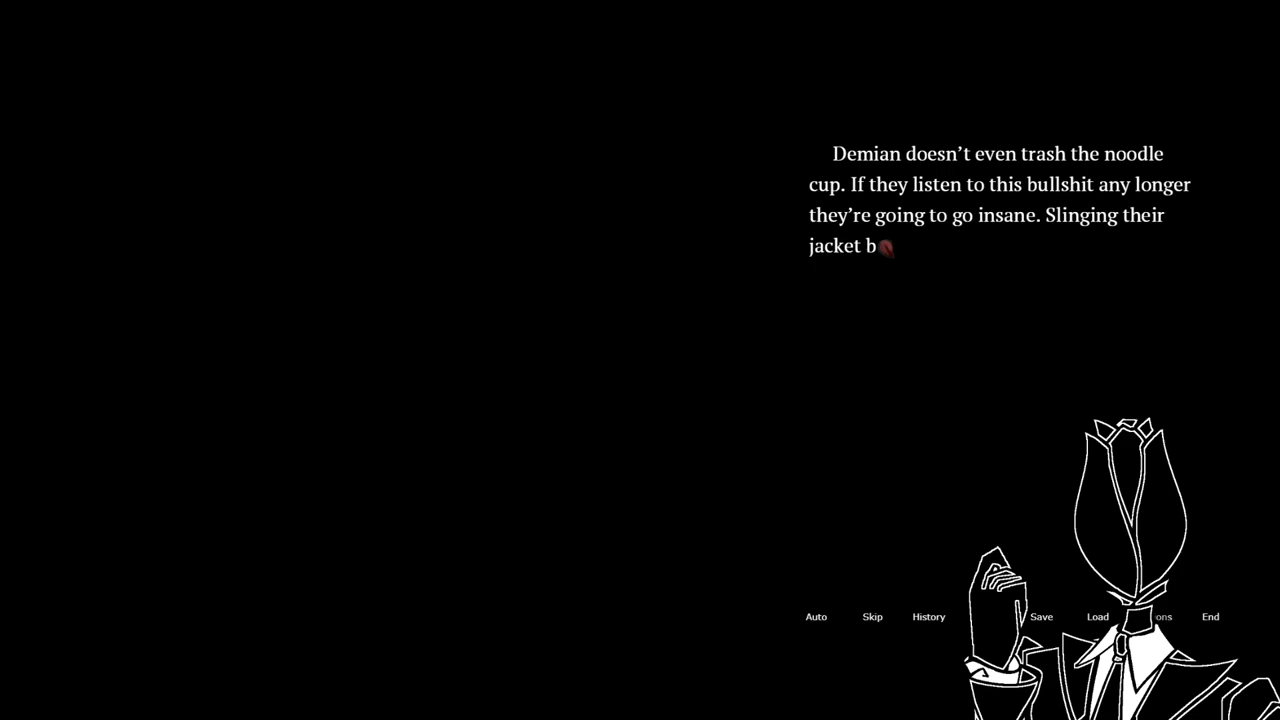 Demian doesn’t even trash the noodle
cup. If they listen to this bullshit any longer
they’re going to go insane. Slinging their
jacket b
Auto Skip History Save Load ons End